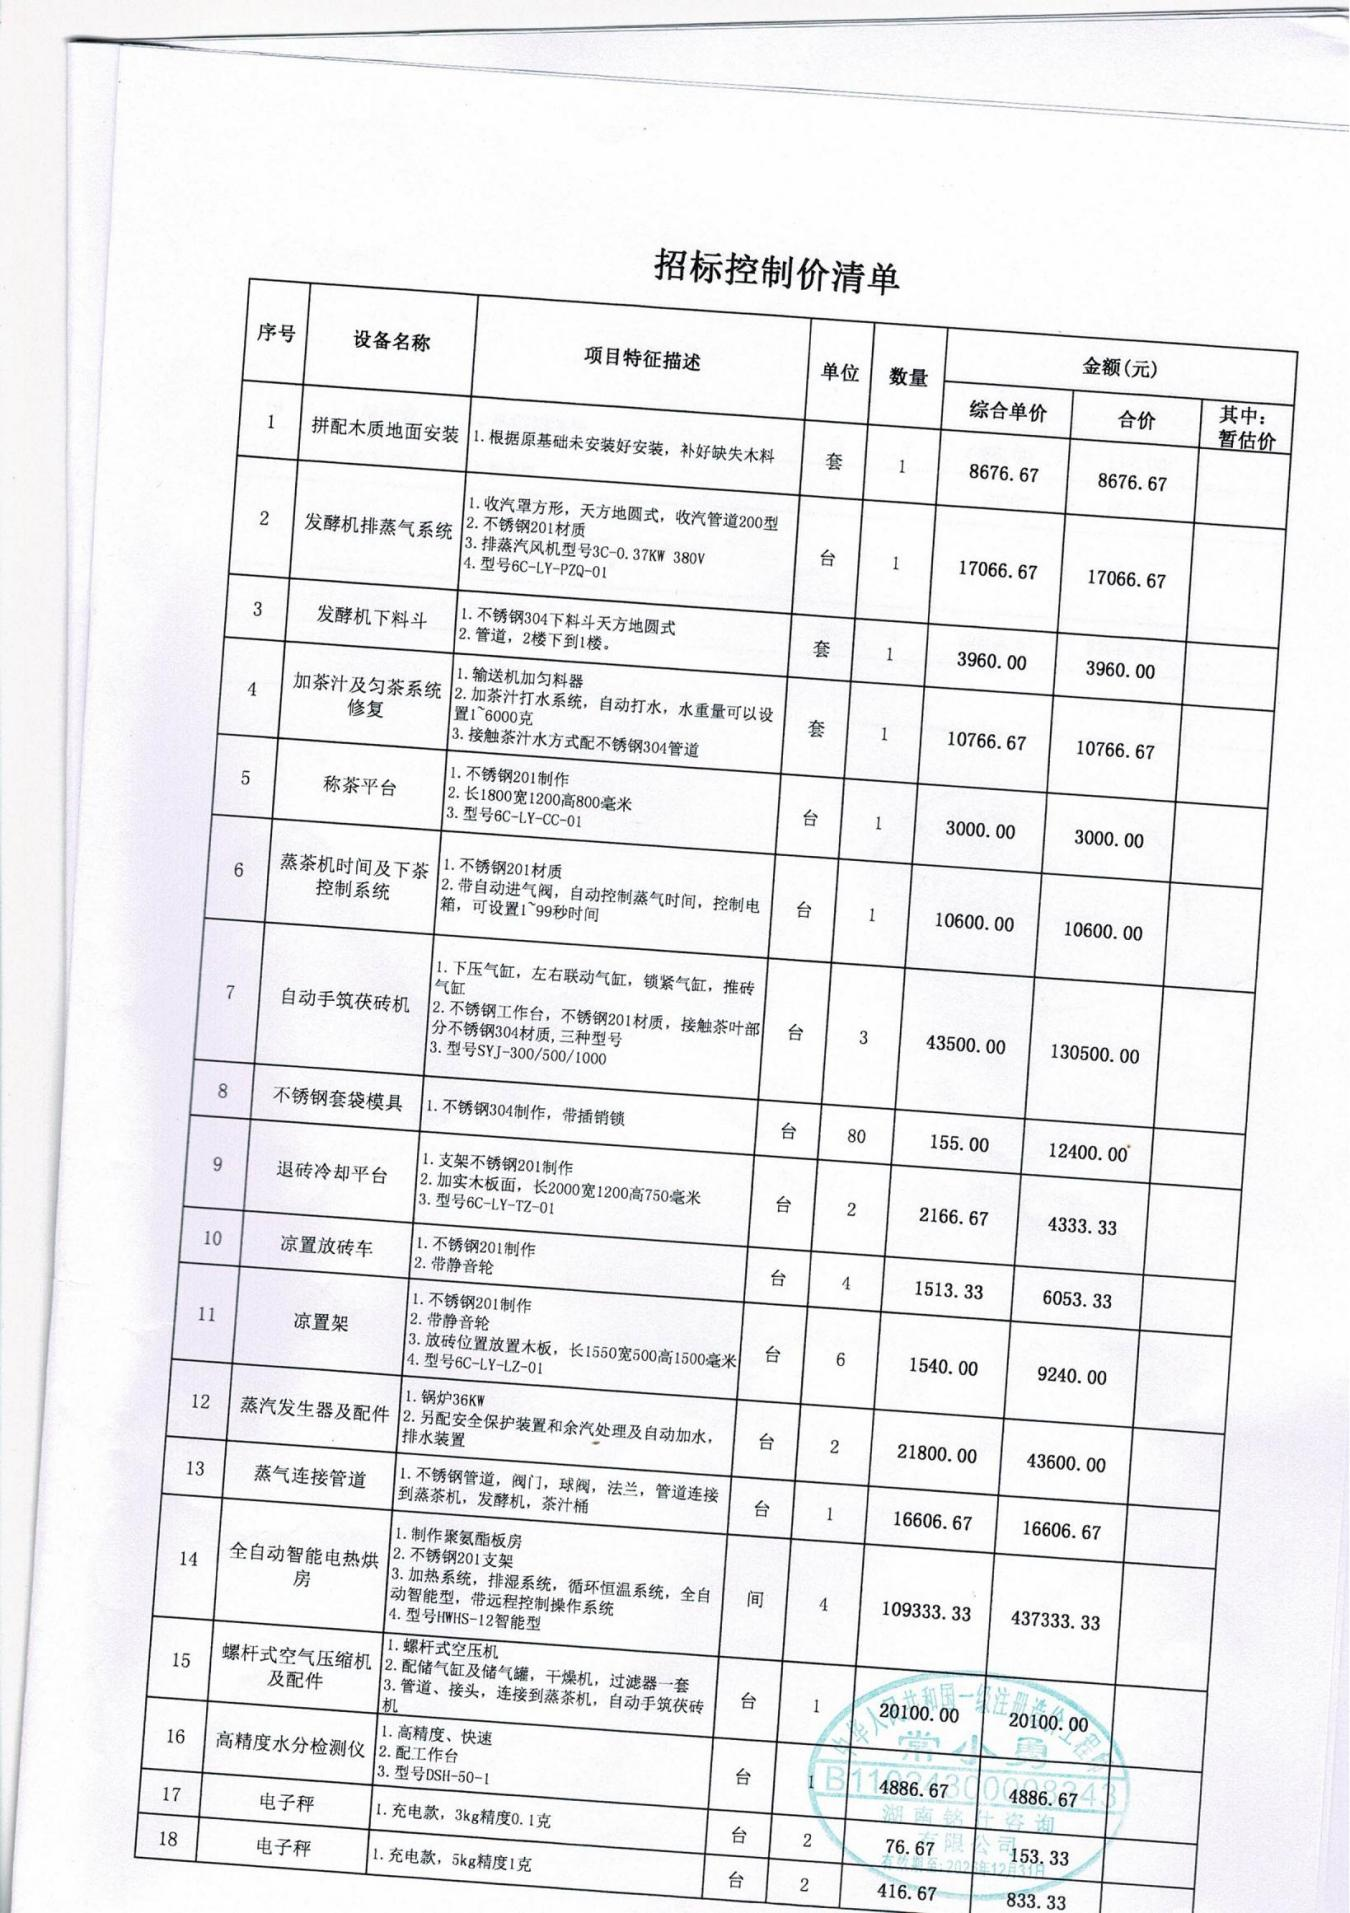 招标控制价清单
序号 设备名称 项目特征描述 单位 数量 金额(元)
综合单价 合价 其中:
暂估价
1 拼配木质地面安装 1.根据原基础未安装好安装，补好缺失木料 套 1 8676.67 8676.67
2 发酵机排蒸气系统 1.收汽罩方形，天方地圆式，收汽管道200型
2.不锈钢201材质
3.排蒸汽风机型号3C-0.37KW 380V
4.型号6C-LY-PZQ-01
台 1 17066.67 17066.67
3 发酵机下料斗 1.不锈钢304下料斗天方地圆式
2.管道，2楼下到1楼。
套 1 3960.00 3960.00
4 加茶汁及匀茶系统
修复
1.输送机加匀料器
2.加茶汁打水系统，自动打水，水重量可以设
置1~6000克
3.接触茶汁水方式配不锈钢304管道
套 1 10766.67 10766.67
5 称茶平台 1.不锈钢201制作
2.长1800宽1200高800毫米
3.型号6C-LY-CC-01
台 1 3000.00 3000.00
6 蒸茶机时间及下茶
控制系统
1.不锈钢201材质
2.带自动进气阀，自动控制蒸气时间，控制电
箱，可设置1~99秒时间
台 1 10600.00 10600.00
7 自动手筑茯砖机 1.下压气缸，左右联动气缸，锁紧气缸，推砖
气缸
2.不锈钢工作台，不锈钢201材质，接触茶叶部
分不锈钢304材质,三种型号
3.型号SYJ-300/500/1000
台 3 43500.00 130500.00
8 不锈钢套袋模具 1.不锈钢304制作，带插销锁 台 80 155.00 12400.00
9 退砖冷却平台 1.支架不锈钢201制作
2.加实木板面，长2000宽1200高750毫米
3.型号6C-LY-TZ-01
台 2 2166.67 4333.33
10 凉置放砖车 1.不锈钢201制作
2.带静音轮
台 4 1513.33 6053.33
11 凉置架 1.不锈钢201制作
2.带静音轮
3.放砖位置放置木板，长1550宽500高1500毫米
4.型号6C-LY-LZ-01
台 6 1540.00 9240.00
12 蒸汽发生器及配件 1.锅炉36KW
2.另配安全保护装置和余汽处理及自动加水，
排水装置
台 2 21800.00 43600.00
13 蒸气连接管道 1.不锈钢管道，阀门，球阀，法兰，管道连接
到蒸茶机，发酵机，茶汁桶
台 1 16606.67 16606.67
14 全自动智能电热烘
房
1.制作聚氨酯板房
2.不锈钢201支架
3.加热系统，排湿系统，循环恒温系统，全自
动智能型，带远程控制操作系统
4.型号HWHS-12智能型
间 4 109333.33 437333.33
15 螺杆式空气压缩机
及配件
1.螺杆式空压机
2.配储气缸及储气罐，干燥机，过滤器一套
3.管道、接头，连接到蒸茶机，自动手筑茯砖
机
台 1 20100.00 20100.00
16 高精度水分检测仪 1.高精度、快速
2.配工作台
3.型号DSH-50-1
台 1 4886.67 4886.67
17 电子秤 1.充电款，3kg精度0.1克 台 2 76.67 153.33
18 电子秤 1.充电款，5kg精度1克 台 2 416.67 833.33
中华人民共和国一级注册造价工程师
常小勇
湖南铭仕咨询
有限公司